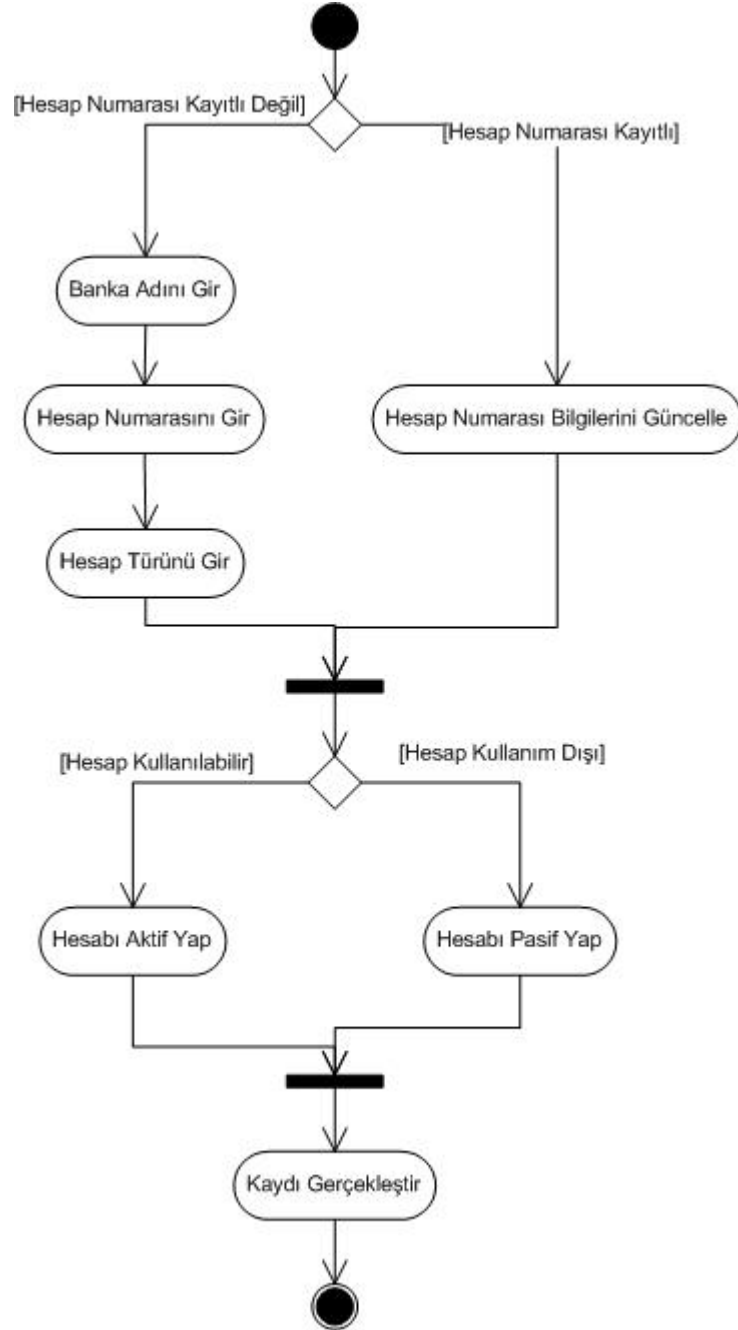 [Hesap Numarası Kayıtlı Değil]
[Hesap Numarası Kayıtlı]
Banka Adını Gir
Hesap Numarasını Gir
Hesap Numarası Bilgilerini Güncelle
Hesap Türünü Gir
[Hesap Kullanılabilir]
[Hesap Kullanım Dışı]
Hesabı Aktif Yap
Hesabı Pasif Yap
Kaydı Gerçekleştir